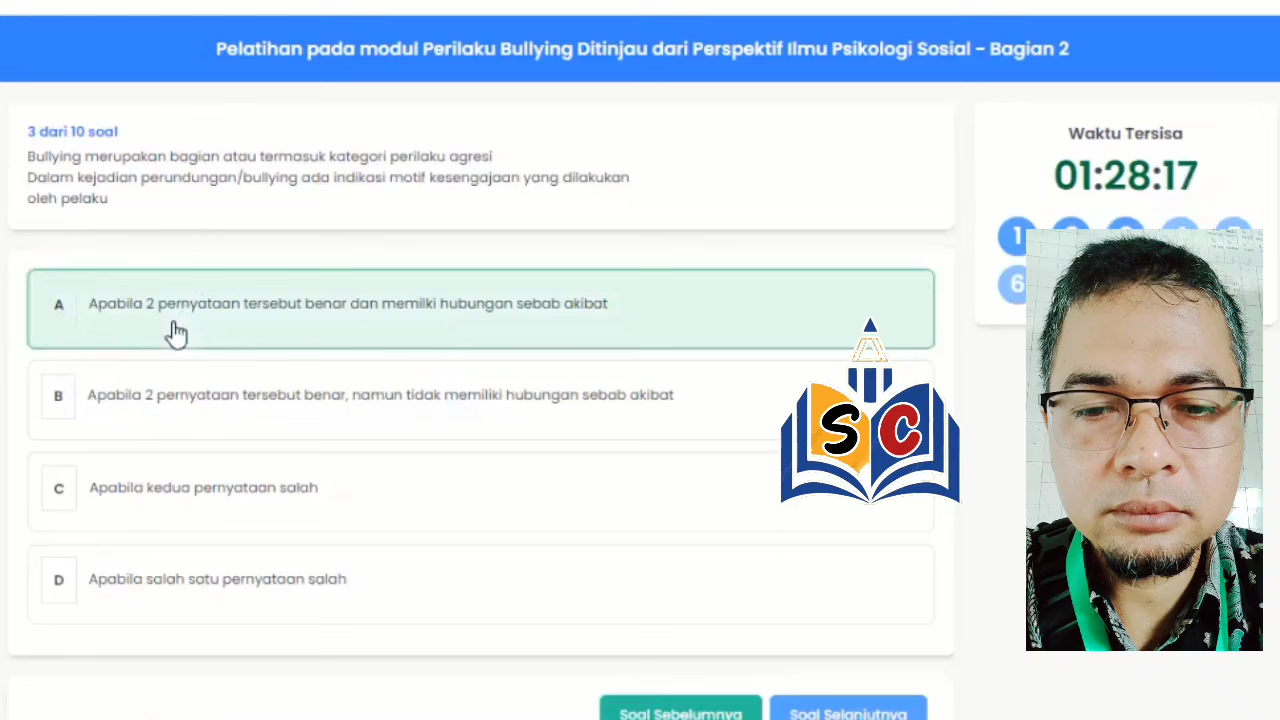 Pelatihan pada modul Perilaku Bullying Ditinjau dari Perspektif Ilmu Psikologi Sosial - Bagian 2
3 dari 10 soal
Bullying merupakan bagian atau termasuk kategori perilaku agresi
Dalam kejadian perundungan/bullying ada indikasi motif kesengajaan yang dilakukan
oleh pelaku
Waktu Tersisa
01:28:17
1
6
A Apabila 2 pernyataan tersebut benar dan memilki hubungan sebab akibat
B Apabila 2 pernyataan tersebut benar, namun tidak memiliki hubungan sebab akibat
C Apabila kedua pernyataan salah
D Apabila salah satu pernyataan salah
S C
Soal Sebelumnya
Soal Selanjutnya